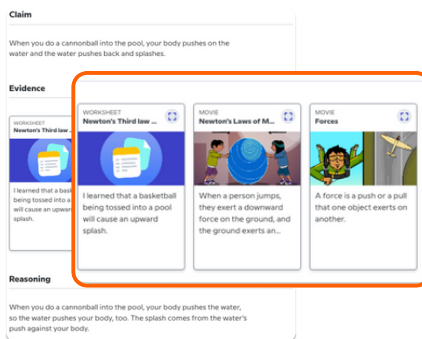 Claim
When you do a cannonball into the pool, your body pushes on the
water and the water pushes back and splashes.
Evidence
WORKSHEET
Newton's Third law ...
I learned that a bask
being tossed into a
will cause an upwar
splash.
WORKSHEET
Newton's Third law ...
I learned that a basketball
being tossed into a pool
will cause an upward
splash.
MOVIE
Newton's Laws of M...
When a person jumps,
they exert a downward
force on the ground, and
the ground exerts an...
MOVIE
Forces
A force is a push or a pull
that one object exerts on
another.
Reasoning
When you do a cannonball into the pool, your body pushes the water,
so the water pushes your body, too. The splash comes from the water's
push against your body.